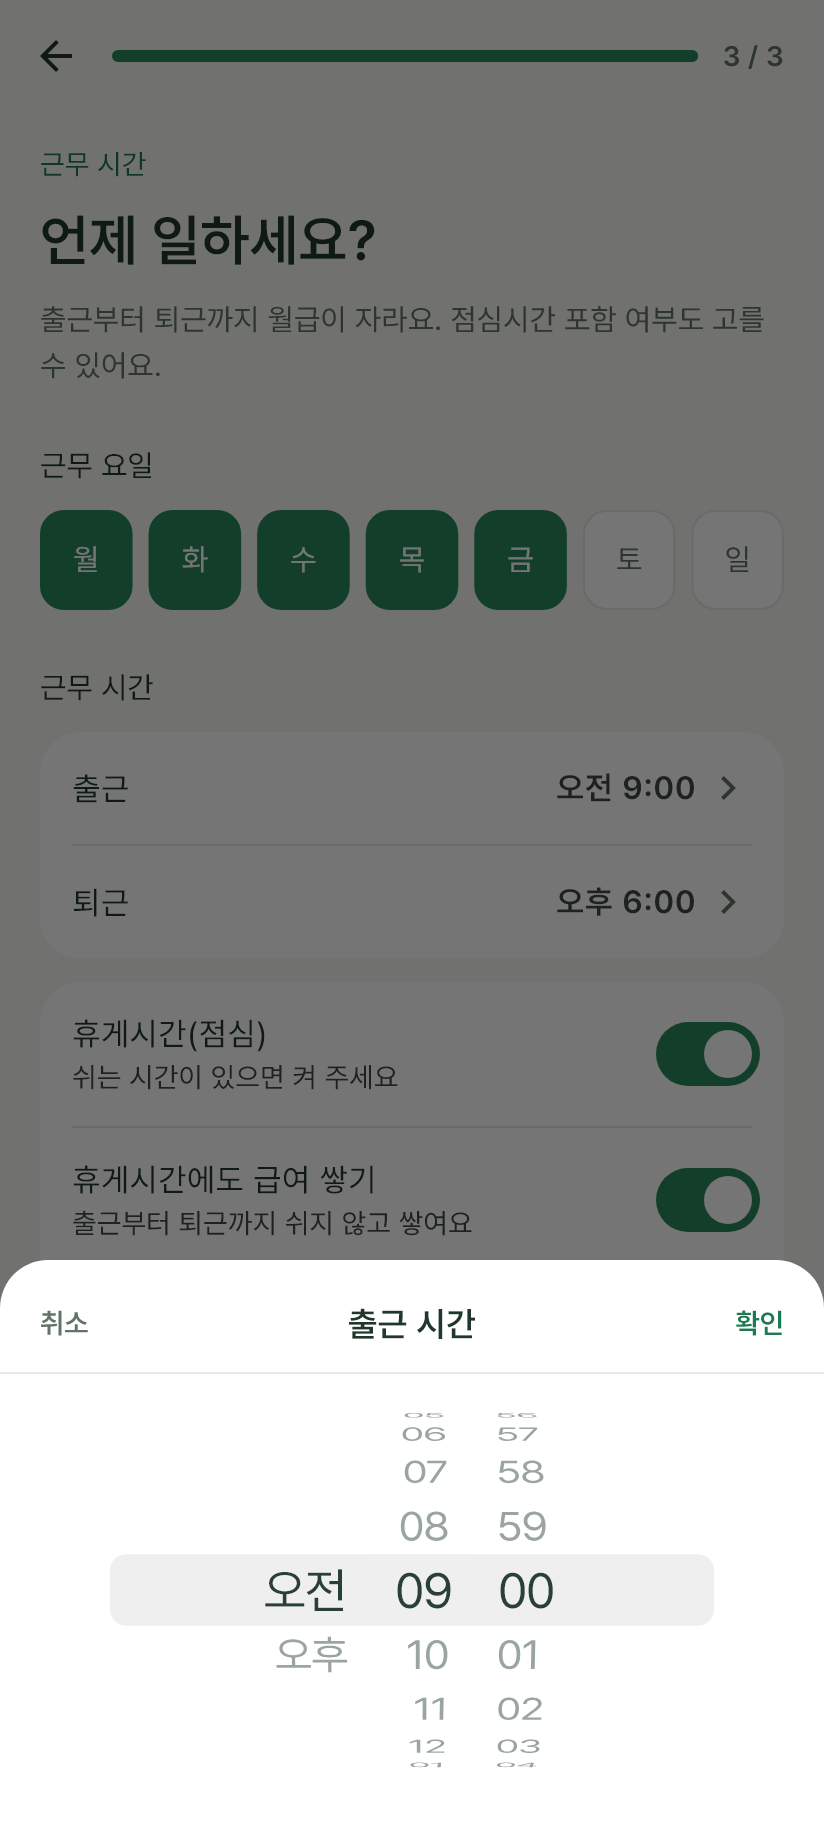 3 / 3
근무 시간
언제 일하세요?
출근부터 퇴근까지 월급이 자라요. 점심시간 포함 여부도 고를
수 있어요.
근무 요일
월 화 수 목 금 토 일
근무 시간
출근 오전 9:00
퇴근 오후 6:00
휴게시간(점심)
쉬는 시간이 있으면 켜 주세요
휴게시간에도 급여 쌓기
출근부터 퇴근까지 쉬지 않고 쌓여요
취소 출근 시간 확인
05 56
06 57
07 58
08 59
오전 09 00
오후 10 01
11 02
12 03
01 04